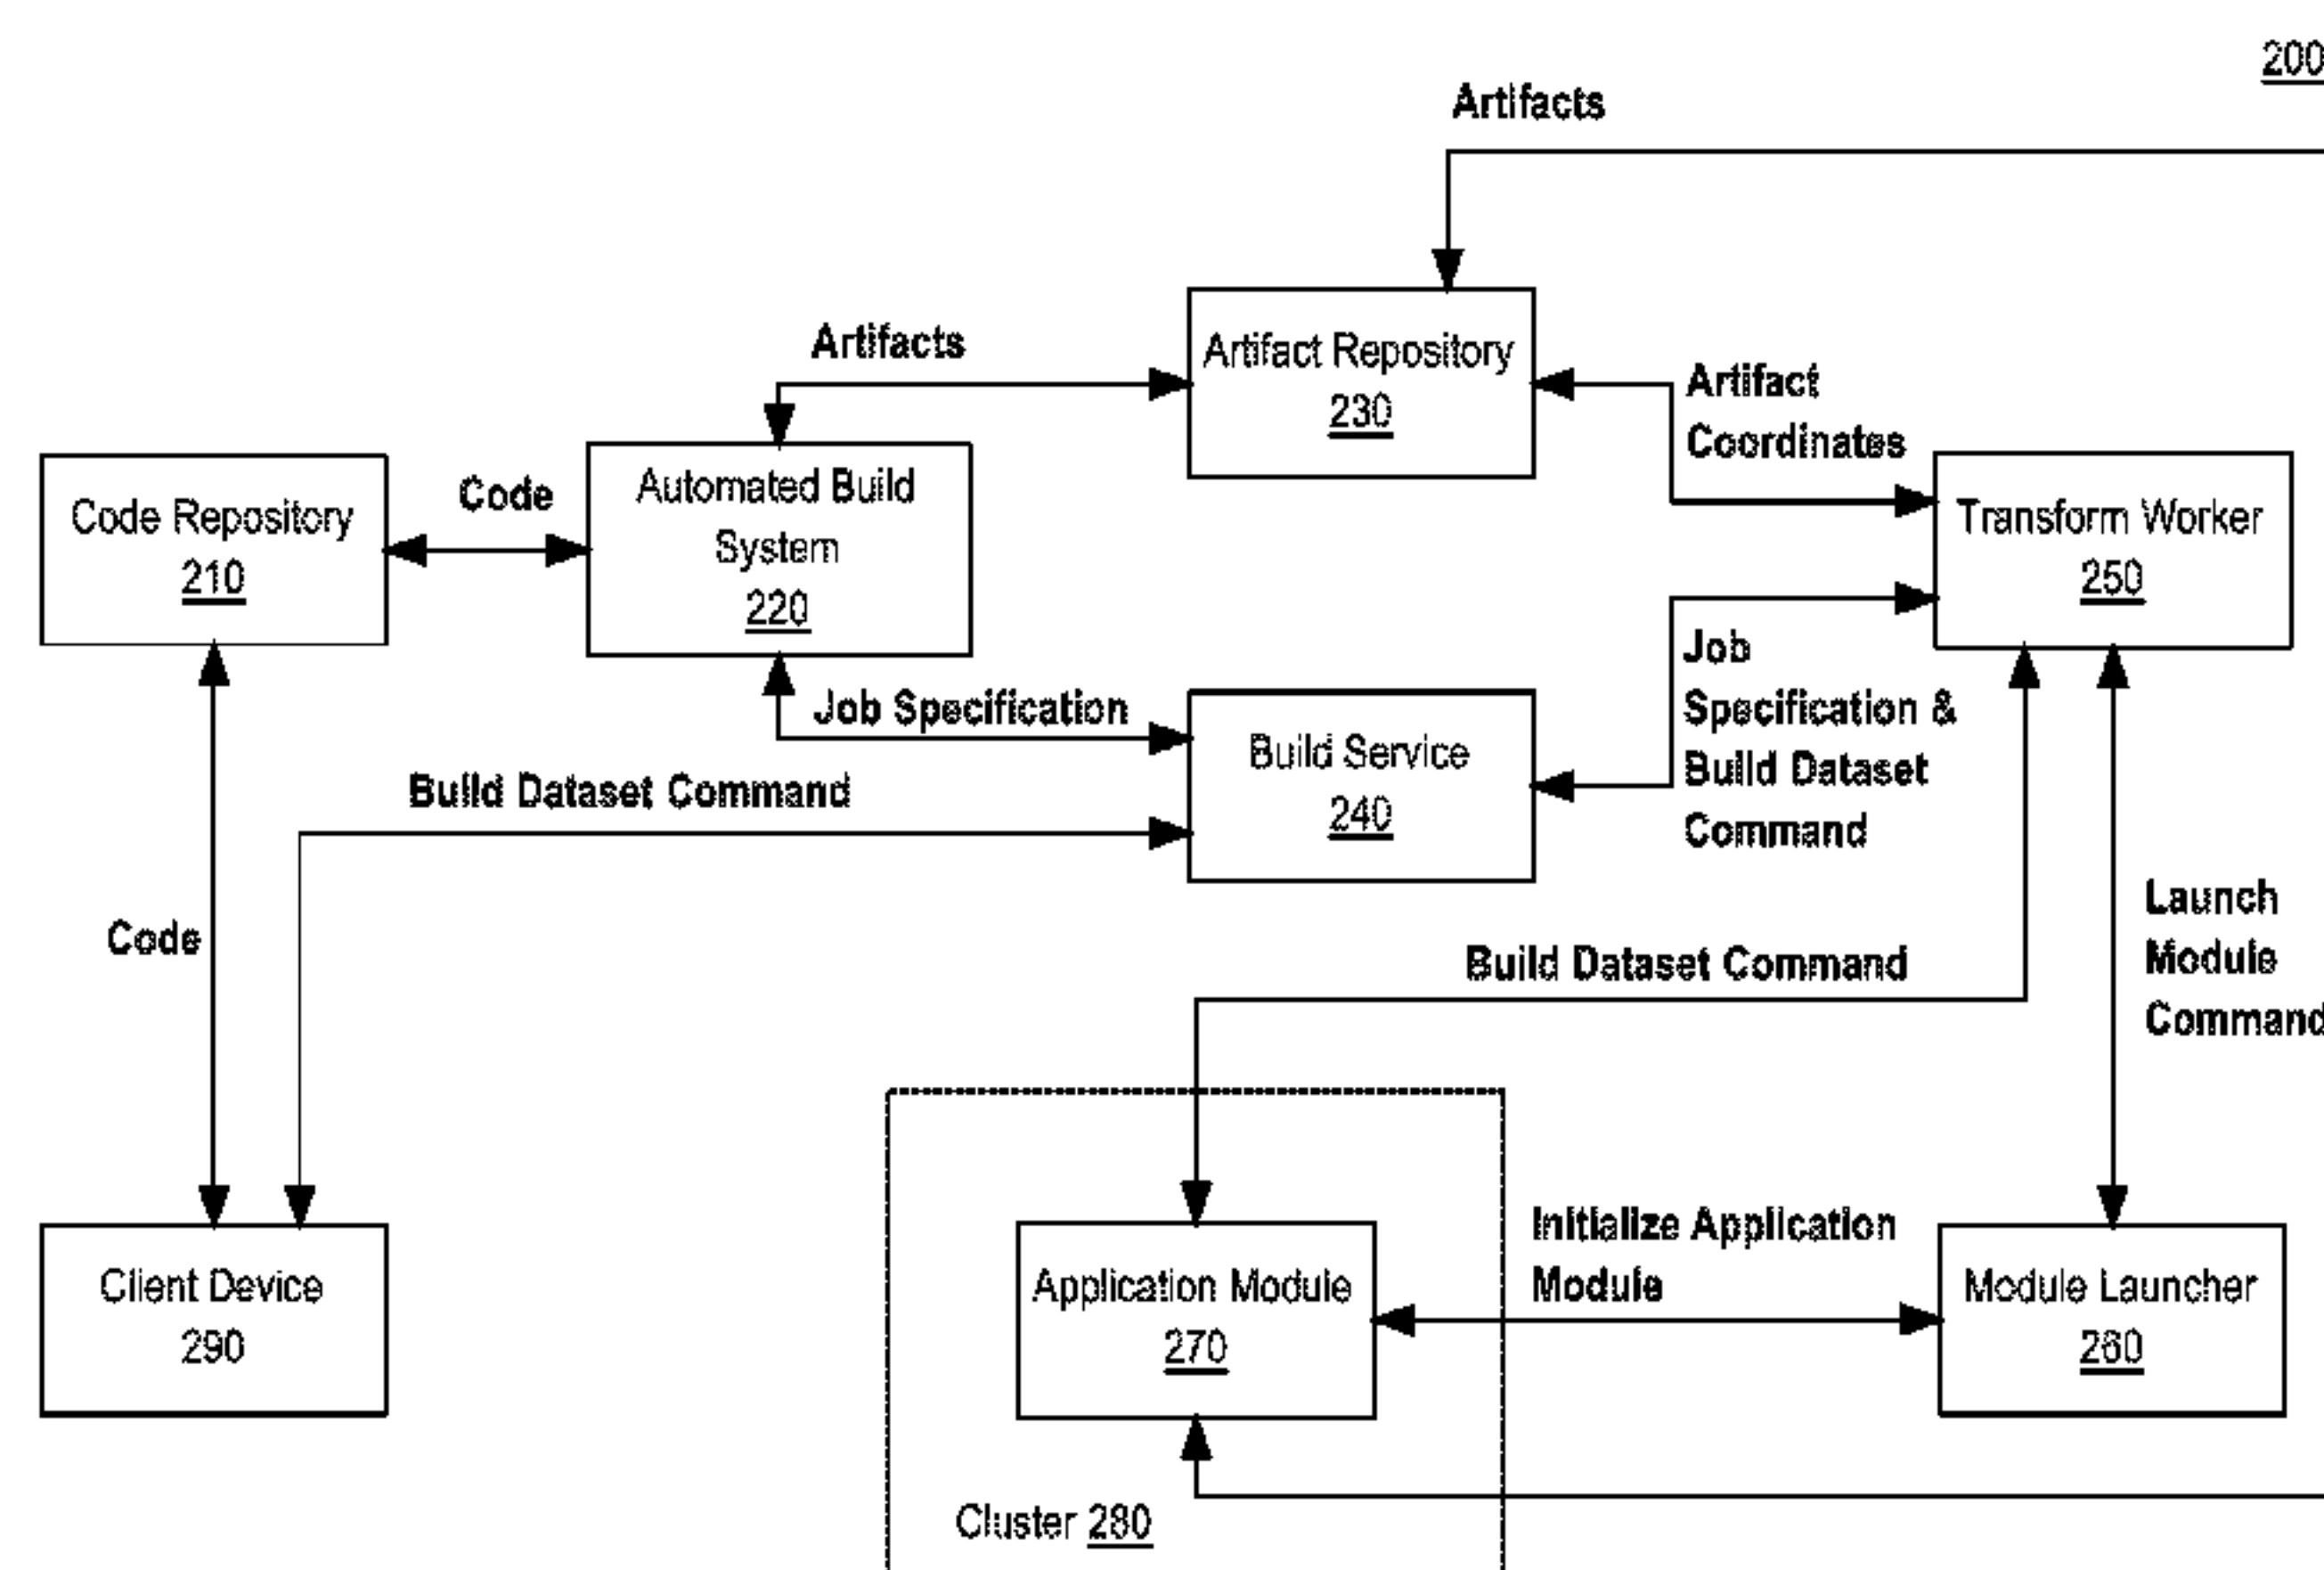 200
Artifacts
Artifacts
Artifact Repository
230
Artifact
Coordinates
Code Repository
210
Code
Automated Build
System
220
Transform Worker
250
Job Specification
Build Service
240
Job
Specification &
Build Dataset
Command
Build Dataset Command
Code
Build Dataset Command
Launch
Module
Command
Client Device
290
Application Module
270
Initialize Application
Module
Module Launcher
260
Cluster 280